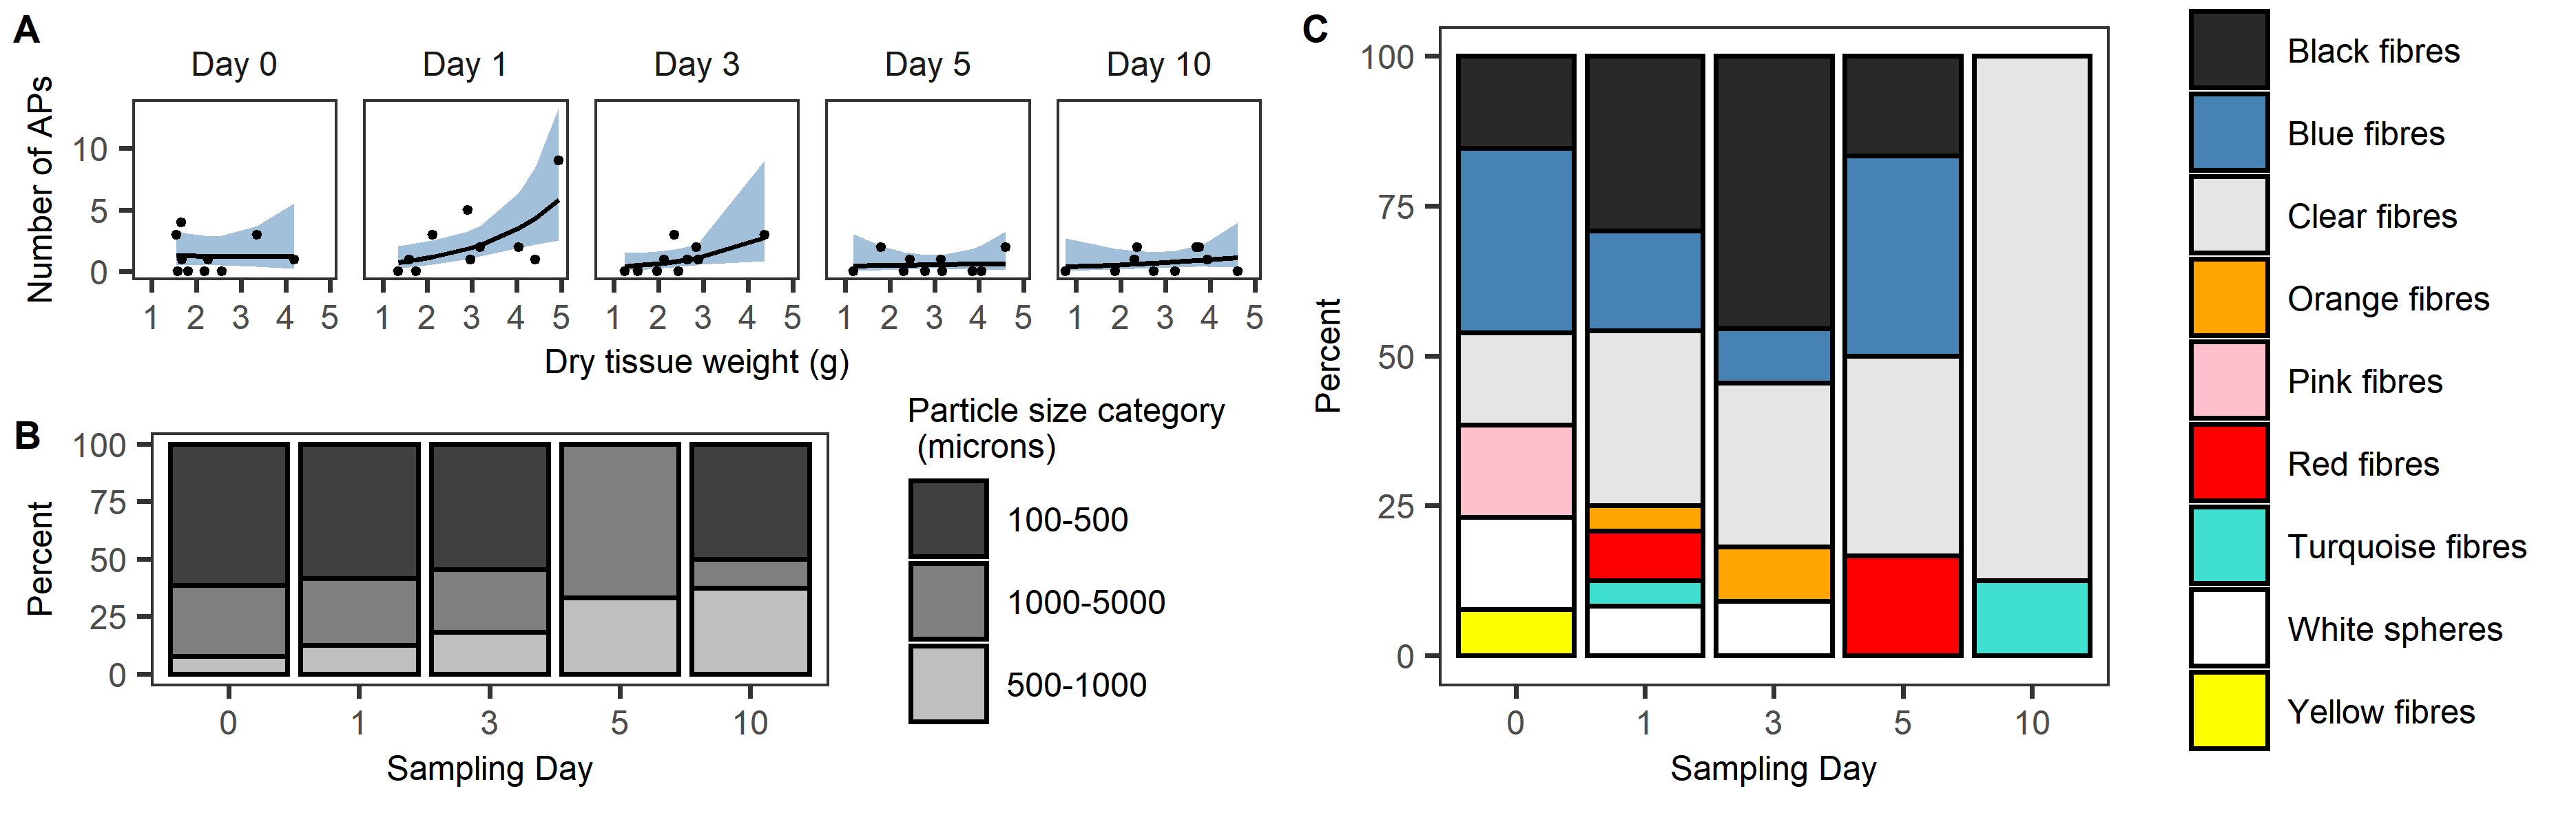 A
Day 0 Day 1 Day 3 Day 5 Day 10
Number of APs
10
5
0
1 2 3 4 5 1 2 3 4 5 1 2 3 4 5 1 2 3 4 5 1 2 3 4 5
Dry tissue weight (g)
B
Percent
100
75
50
25
0
0 1 3 5 10
Sampling Day
Particle size category
(microns)
100-500
1000-5000
500-1000
C
Percent
100
75
50
25
0
0 1 3 5 10
Sampling Day
Black fibres
Blue fibres
Clear fibres
Orange fibres
Pink fibres
Red fibres
Turquoise fibres
White spheres
Yellow fibres